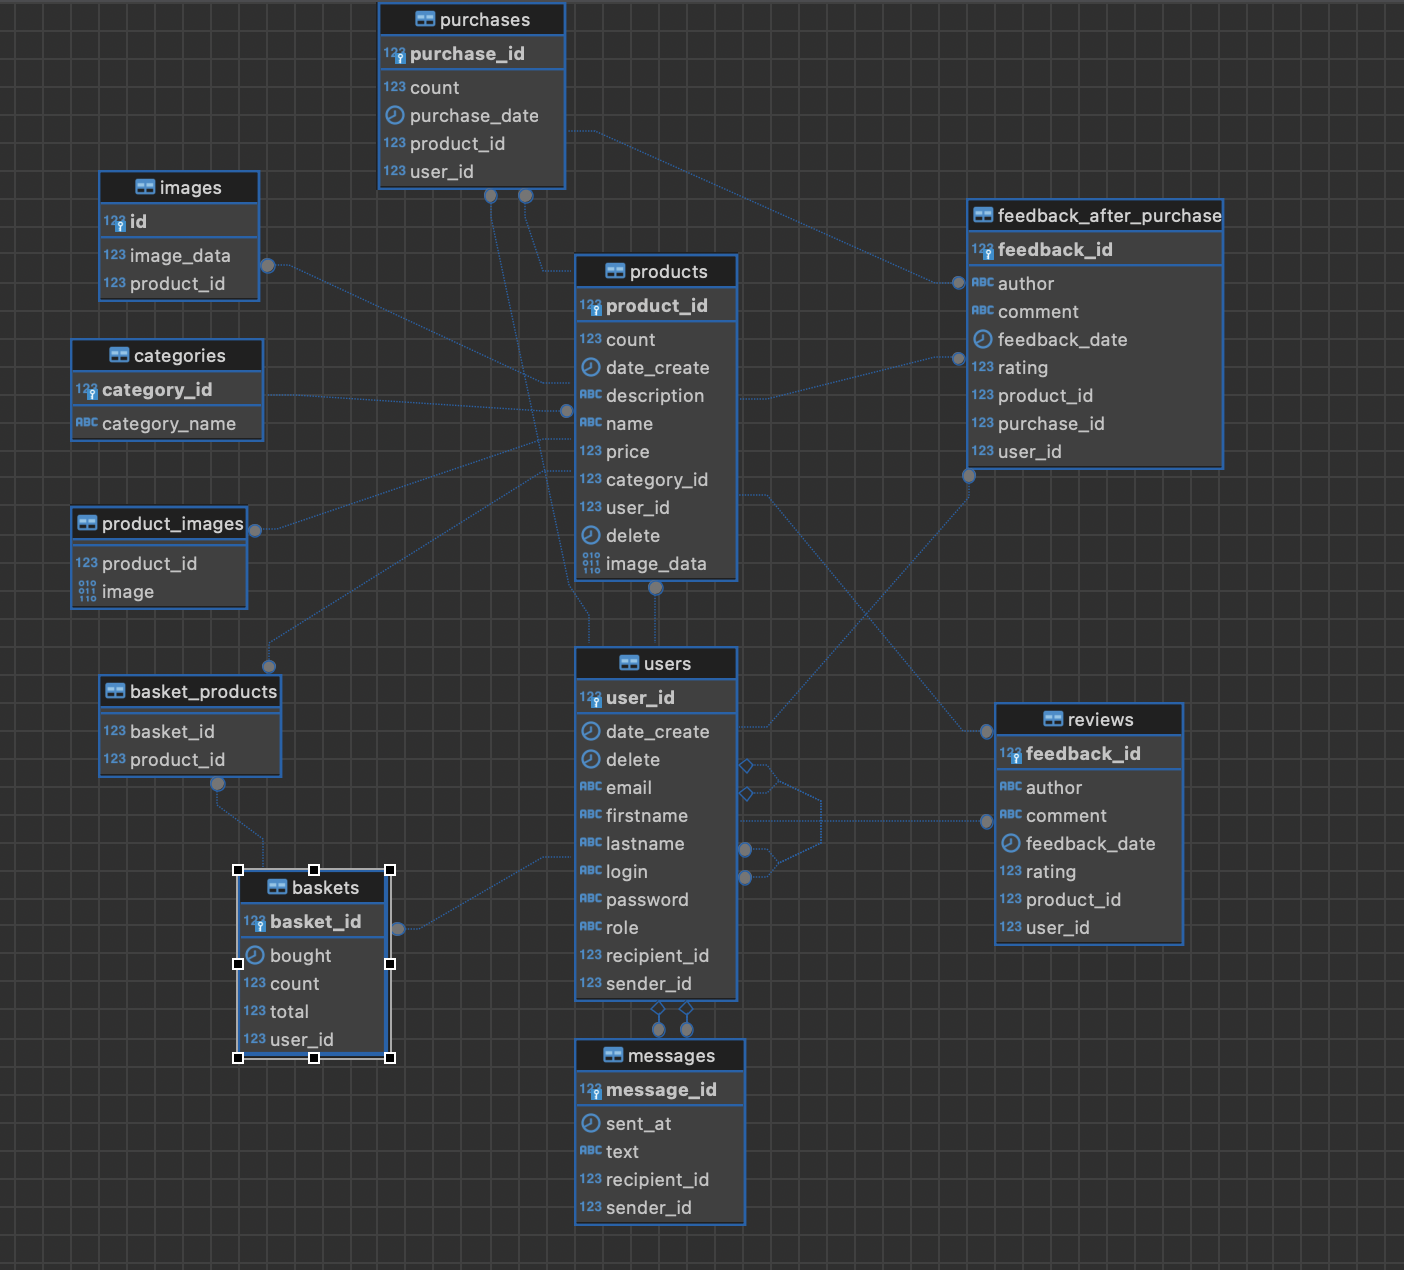 purchases
123 purchase_id
123 count
purchase_date
123 product_id
123 user_id
images
123 id
123 image_data
123 product_id
categories
123 category_id
ABC category_name
product_images
123 product_id
010 110 image
basket_products
123 basket_id
123 product_id
baskets
123 basket_id
bought
123 count
123 total
123 user_id
products
123 product_id
123 count
date_create
ABC description
ABC name
123 price
123 category_id
123 user_id
delete
010 110 image_data
users
123 user_id
date_create
delete
ABC email
ABC firstname
ABC lastname
ABC login
ABC password
ABC role
123 recipient_id
123 sender_id
messages
123 message_id
sent_at
ABC text
123 recipient_id
123 sender_id
feedback_after_purchase
123 feedback_id
ABC author
ABC comment
feedback_date
123 rating
123 product_id
123 purchase_id
123 user_id
reviews
123 feedback_id
ABC author
ABC comment
feedback_date
123 rating
123 product_id
123 user_id